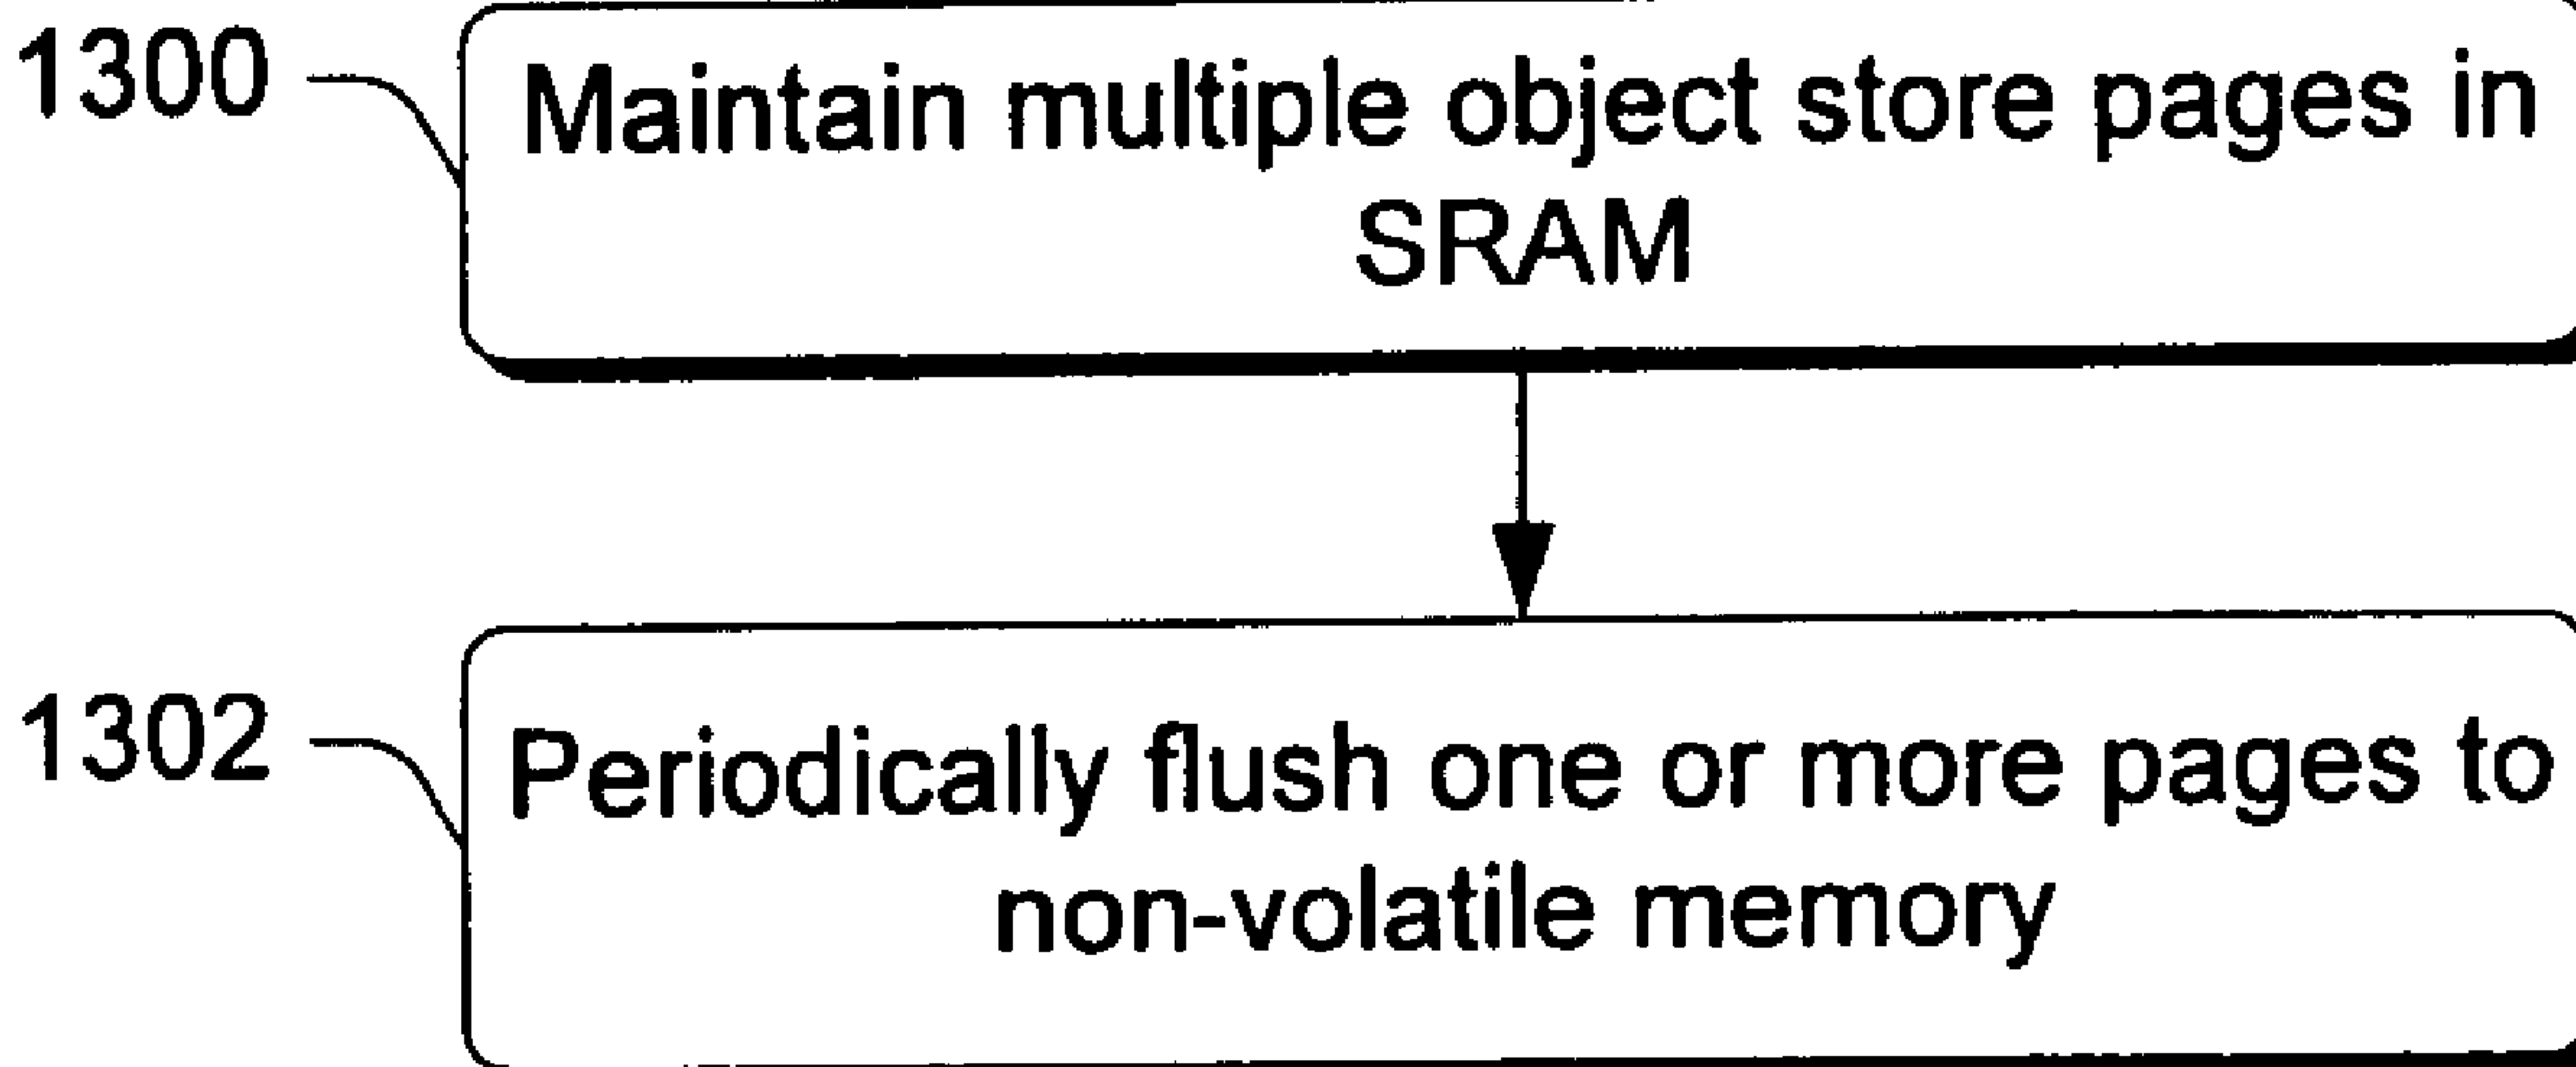 1300
Maintain multiple object store pages in
SRAM
1302
Periodically flush one or more pages to
non-volatile memory